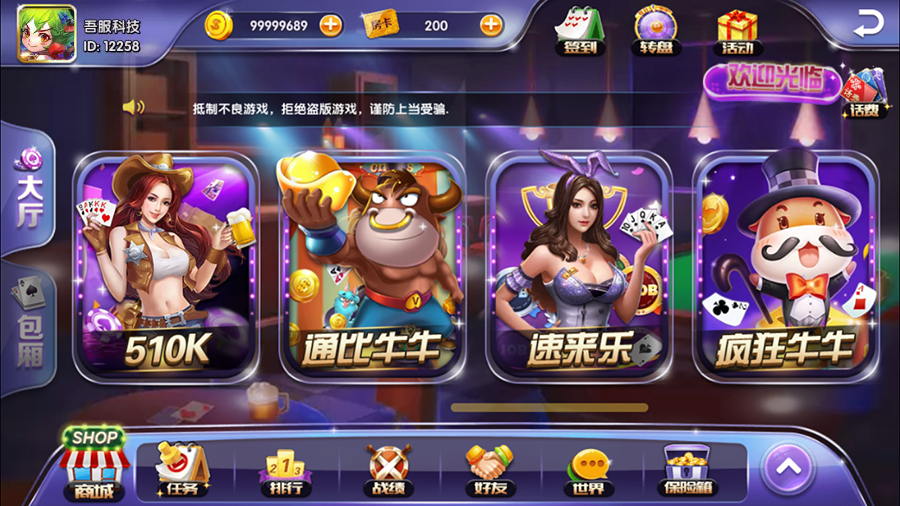 吾服科技
ID: 12258
99999689
房卡
200
签到
转盘
活动
欢迎光临
话费
抵制不良游戏，拒绝盗版游戏，谨防上当受骗.
大厅
包厢
510K
通比牛牛
速来乐
疯狂牛牛
SHOP
商城
任务
2 1 3
排行
战绩
好友
世界
保险箱